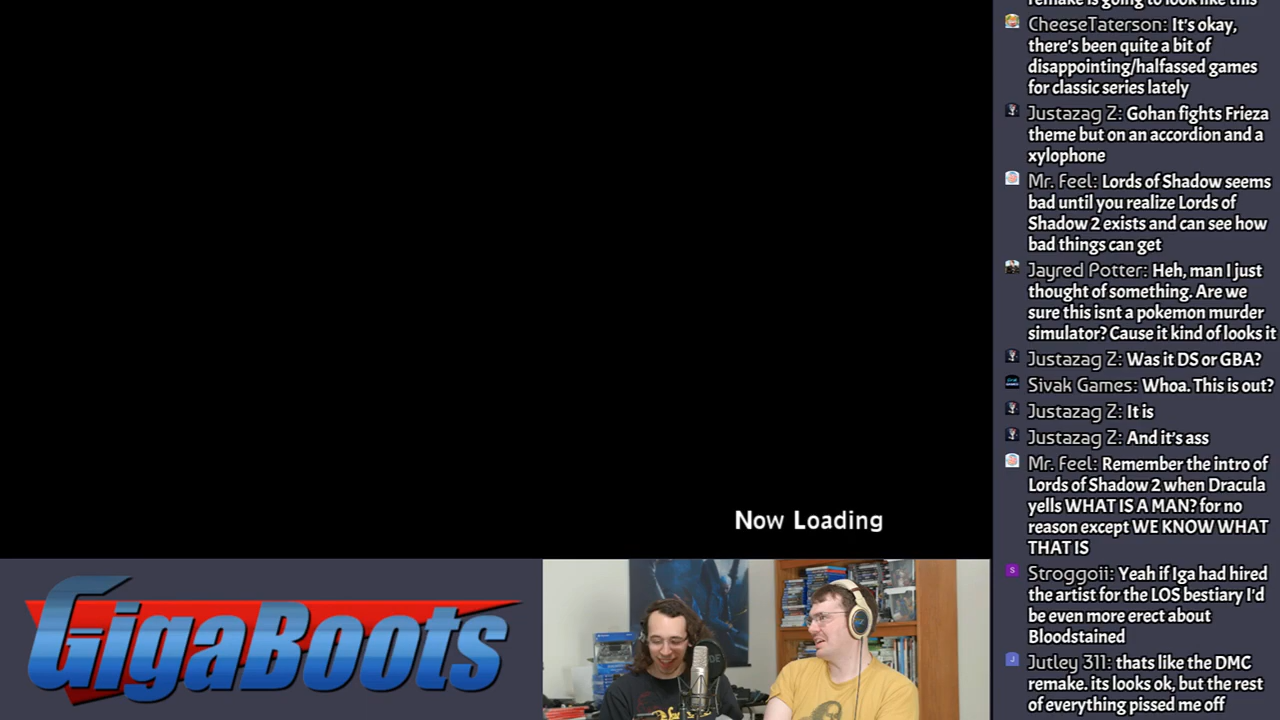 remake is going to look like this
CheeseTaterson: It's okay,
there's been quite a bit of
disappointing/halfassed games
for classic series lately
Justazag Z: Gohan fights Frieza
theme but on an accordion and a
xylophone
Mr. Feel: Lords of Shadow seems
bad until you realize Lords of
Shadow 2 exists and can see how
bad things can get
Jayred Potter: Heh, man I just
thought of something. Are we
sure this isnt a pokemon murder
simulator? Cause it kind of looks it
Justazag Z: Was it DS or GBA?
Sivak Games: Whoa. This is out?
Justazag Z: It is
Justazag Z: And it's ass
Mr. Feel: Remember the intro of
Lords of Shadow 2 when Dracula
yells WHAT IS A MAN? for no
reason except WE KNOW WHAT
THAT IS
Stroggoii: Yeah if Iga had hired
the artist for the LOS bestiary I'd
be even more erect about
Bloodstained
Jutley 311: thats like the DMC
remake. its looks ok, but the rest
of everything pissed me off
Now Loading
GigaBoots